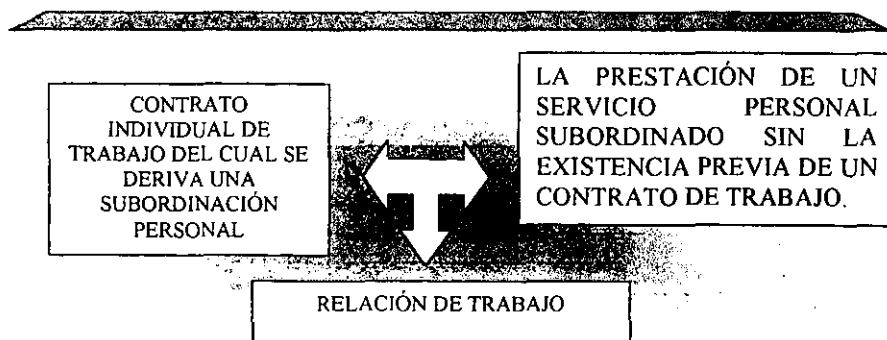 CONTRATO
INDIVIDUAL DE
TRABAJO DEL CUAL SE
DERIVA UNA
SUBORDINACIÓN
PERSONAL
LA PRESTACIÓN DE UN
SERVICIO PERSONAL
SUBORDINADO SIN LA
EXISTENCIA PREVIA DE UN
CONTRATO DE TRABAJO.
RELACIÓN DE TRABAJO